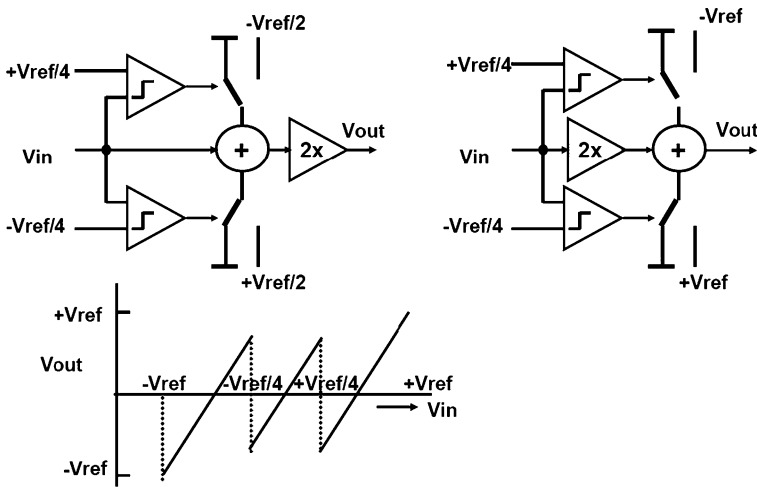 -Vref/2
+Vref/4
Vin
+
2x
Vout
-Vref/4
+Vref/2
-Vref
+Vref/4
Vin
2x
+
Vout
-Vref/4
+Vref
+Vref
Vout
-Vref
-Vref/4
+Vref/4
+Vref
Vin
-Vref